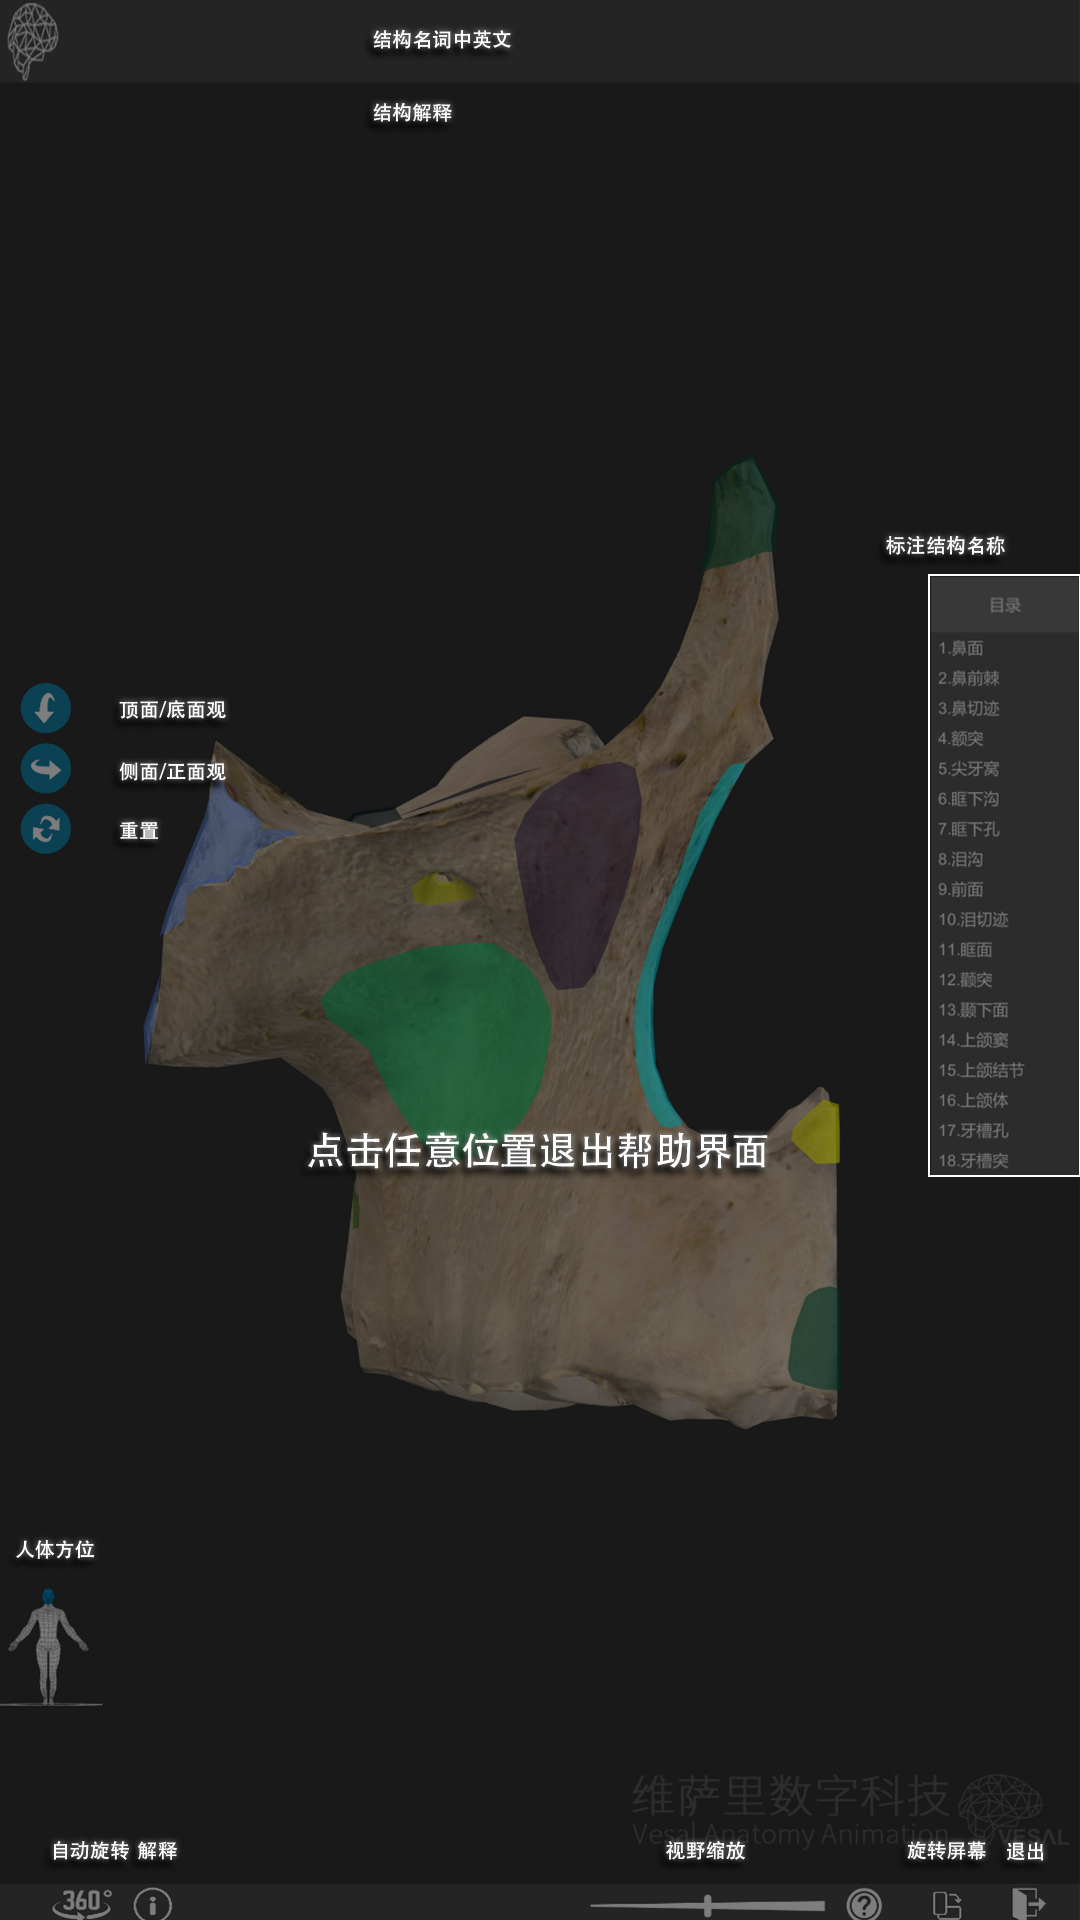 结构名词中英文
结构解释
标注结构名称
目录
1.鼻面
2.鼻前棘
3.鼻切迹
4.额突
5.尖牙窝
6.眶下沟
7.眶下孔
8.泪沟
9.前面
10.泪切迹
11.眶面
12.颧突
13.颞下面
14.上颌窦
15.上颌结节
16.上颌体
17.牙槽孔
18.牙槽突
顶面/底面观
侧面/正面观
重置
点击任意位置退出帮助界面
人体方位
维萨里数字科技
Vesal Anatomy Animation
VESAL
自动旋转 解释
视野缩放
旋转屏幕 退出
360°